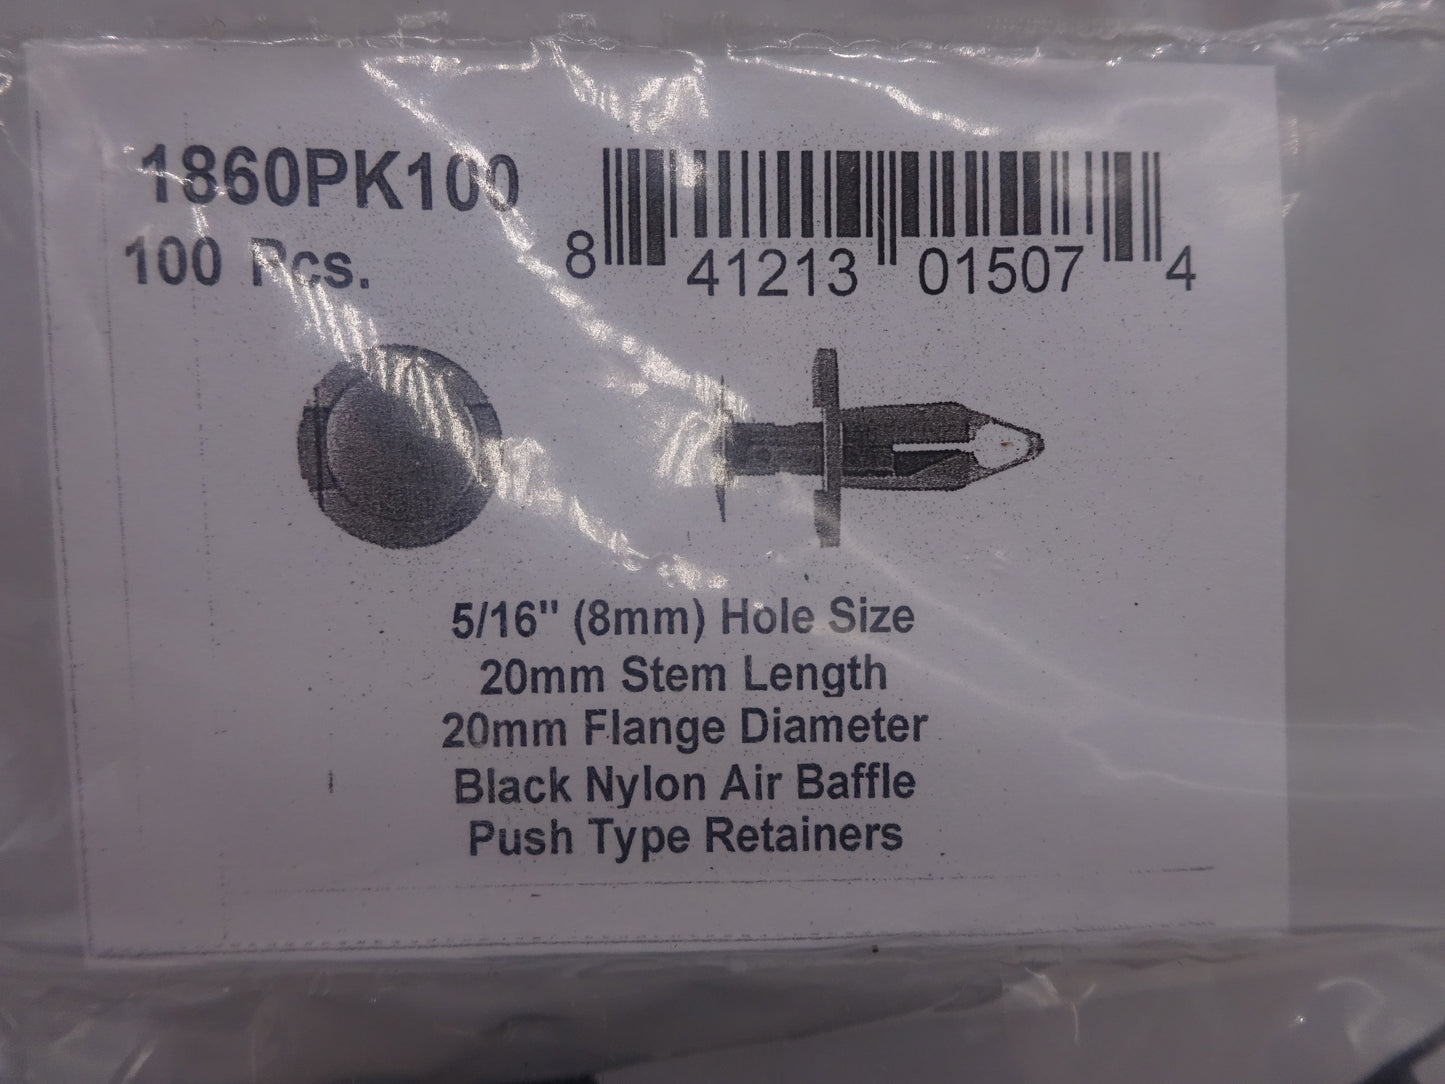 1860PK100
100 Pcs.
8 41213 01507 4
5/16" (8mm) Hole Size
20mm Stem Length
20mm Flange Diameter
Black Nylon Air Baffle
Push Type Retainers